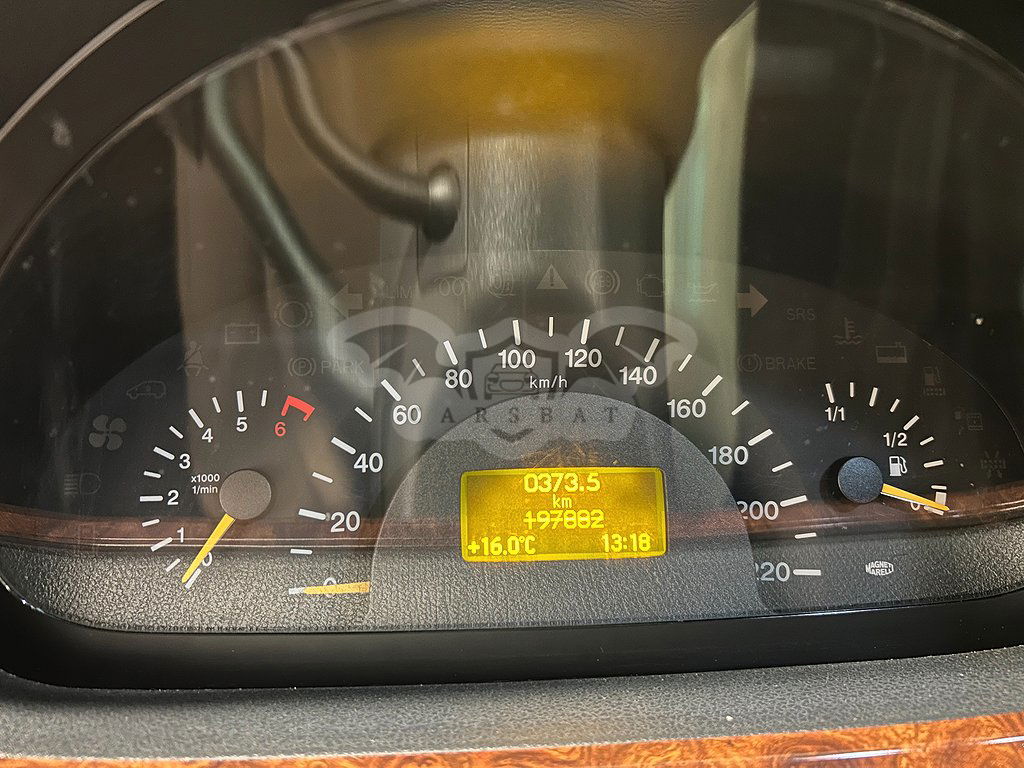 LIM
SRS
PARK
BRAKE
80 100 120 140
km/h
ARSBAT
60 160
4 5 6
3
x1000
1/min
2
1
0
40 180
20 200
0 220
1/1
1/2
0
0373.5
km
497882
+16.0°C 13:18
MAGNETI
MARELLI